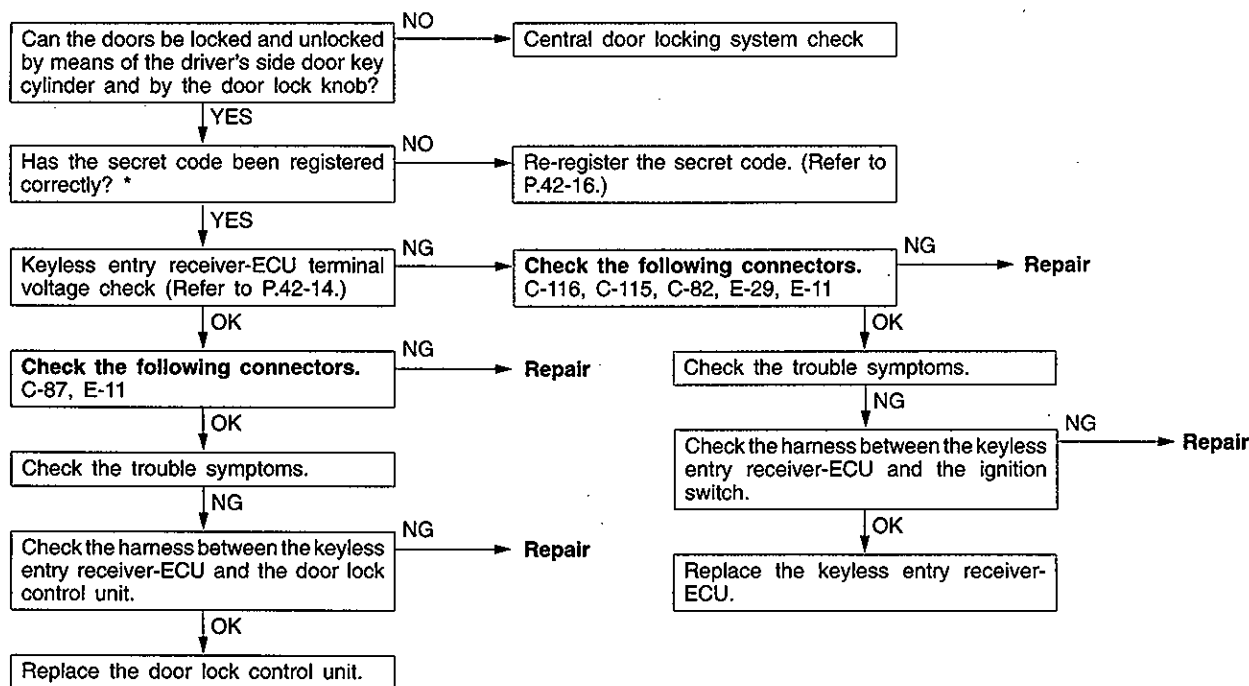 Can the doors be locked and unlocked
by means of the driver's side door key
cylinder and by the door lock knob?
NO
Central door locking system check
YES
Has the secret code been registered
correctly? *
NO
Re-register the secret code. (Refer to
P.42-16.)
YES
Keyless entry receiver-ECU terminal
voltage check (Refer to P.42-14.)
NG
Check the following connectors.
C-116, C-115, C-82, E-29, E-11
NG
Repair
OK
OK
Check the following connectors.
C-87, E-11
NG
Repair
Check the trouble symptoms.
OK
NG
Check the trouble symptoms.
Check the harness between the keyless
entry receiver-ECU and the ignition
switch.
NG
Repair
NG
Check the harness between the keyless
entry receiver-ECU and the door lock
control unit.
NG
Repair
OK
Replace the keyless entry receiver-
ECU.
OK
Replace the door lock control unit.